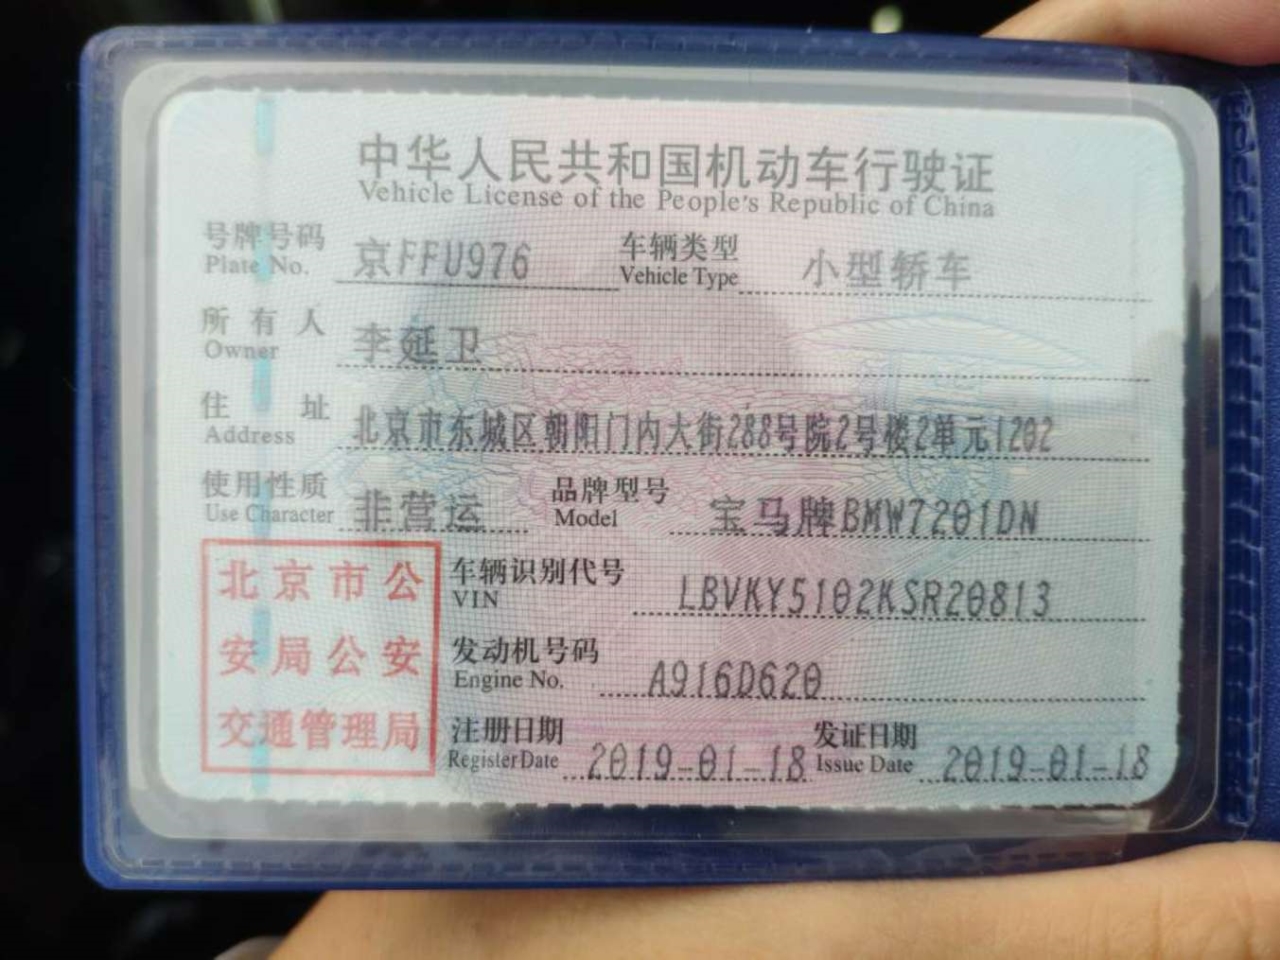 中华人民共和国机动车行驶证
Vehicle License of the People's Republic of China
号牌号码 京FFU976 车辆类型 小型轿车
Plate No. Vehicle Type
所有人 李延卫
Owner
住址 北京市东城区朝阳门内大街288号院2号楼2单元1202
Address
使用性质 非营运 品牌型号 宝马牌BMW7201DN
Use Character Model
北京市公
安局公安
交通管理局
车辆识别代号 LBVKY5102KSR20813
VIN
发动机号码 A916D620
Engine No.
注册日期 2019-01-18 发证日期 2019-01-18
Register Date Issue Date